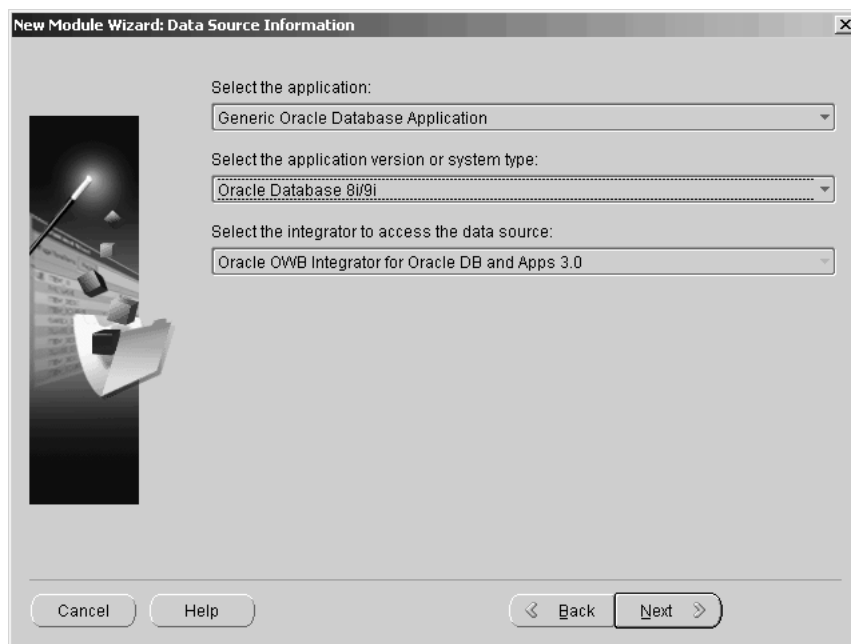 New Module Wizard: Data Source Information
Select the application:
Generic Oracle Database Application
Select the application version or system type:
Oracle Database 8i/9i
Select the integrator to access the data source:
Oracle OWB Integrator for Oracle DB and Apps 3.0
Cancel
Help
Back
Next